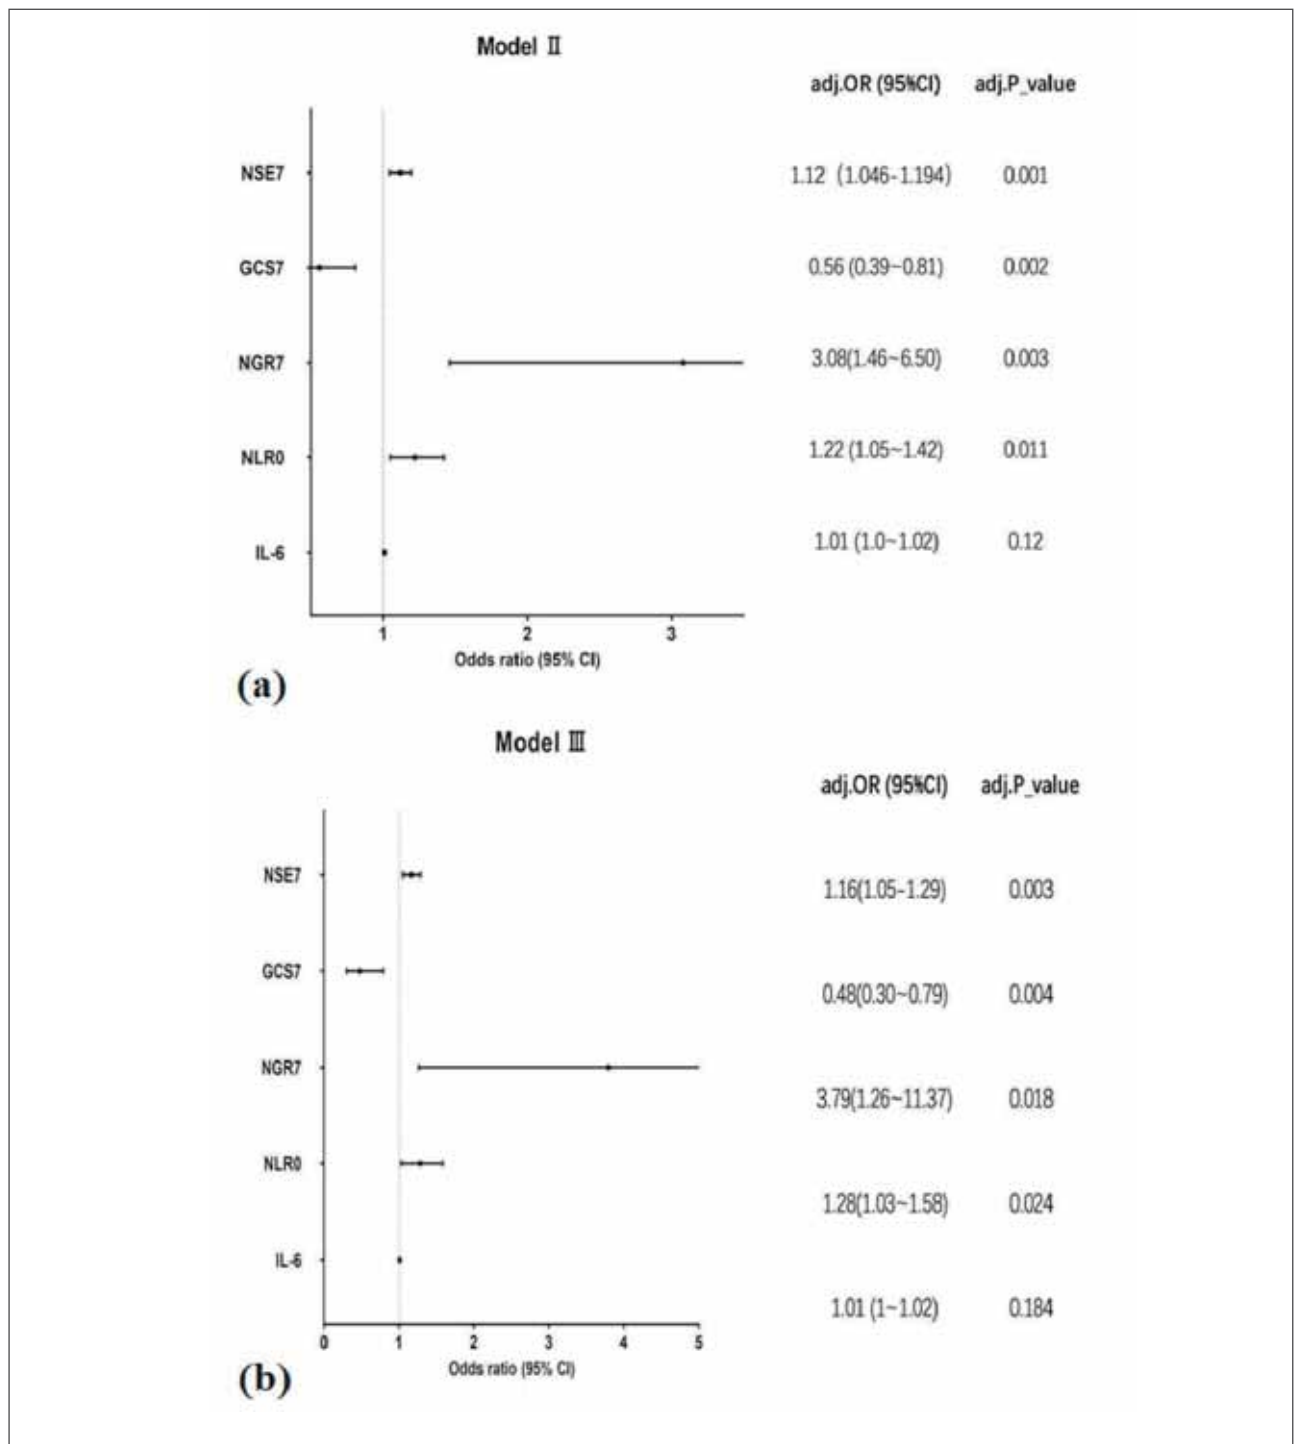 Model Ⅱ
adj.OR (95%CI) adj.P_value
NSE7 1.12 (1.046-1.194) 0.001
GCS7 0.56 (0.39~0.81) 0.002
NGR7 3.08(1.46~6.50) 0.003
NLR0 1.22 (1.05~1.42) 0.011
IL-6 1.01 (1.0~1.02) 0.12
1 2 3
Odds ratio (95% CI)
(a)
Model Ⅲ
adj.OR (95%CI) adj.P_value
NSE7 1.16(1.05-1.29) 0.003
GCS7 0.48(0.30~0.79) 0.004
NGR7 3.79(1.26~11.37) 0.018
NLR0 1.28(1.03~1.58) 0.024
IL-6 1.01 (1~1.02) 0.184
0 1 2 3 4 5
Odds ratio (95% CI)
(b)